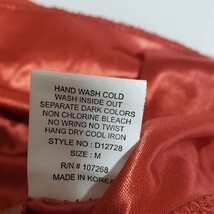 HAND WASH COLD
WASH INSIDE OUT
SEPARATE DARK COLORS
NON CHLORINE BLEACH
NO WRING NO TWIST
HANG DRY COOL IRON
STYLE NO : D12728
SIZE : M
R/N # 107268
MADE IN KOREA